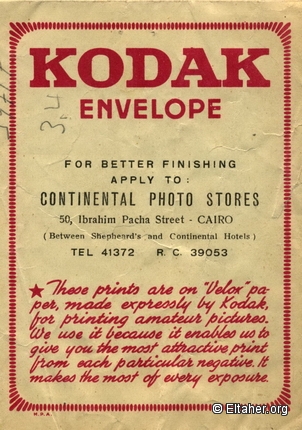 KODAK
ENVELOPE
3.4
FOR BETTER FINISHING
APPLY TO:
CONTINENTAL PHOTO STORES
50, Ibrahim Pacha Street - CAIRO
(Between Shepheard's and Continental Hotels)
TEL 41372 R. C. 39053
★ These prints are on "Velox" pa-
per, made expressly by Kodak,
for printing amateur pictures.
We use it because it enables us to
give you the most attractive print
from each particular negative. It
makes the most of every exposure.
© Eltaher.org